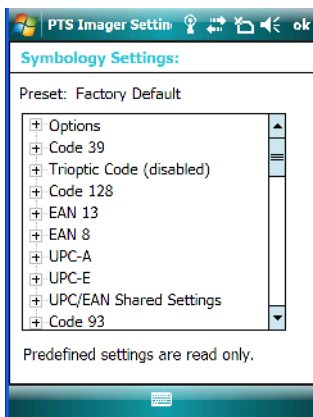 PTS Imager Settin
ok
Symbology Settings:
Preset: Factory Default
Options
Code 39
Trioptic Code (disabled)
Code 128
EAN 13
EAN 8
UPC-A
UPC-E
UPC/EAN Shared Settings
Code 93
Predefined settings are read only.